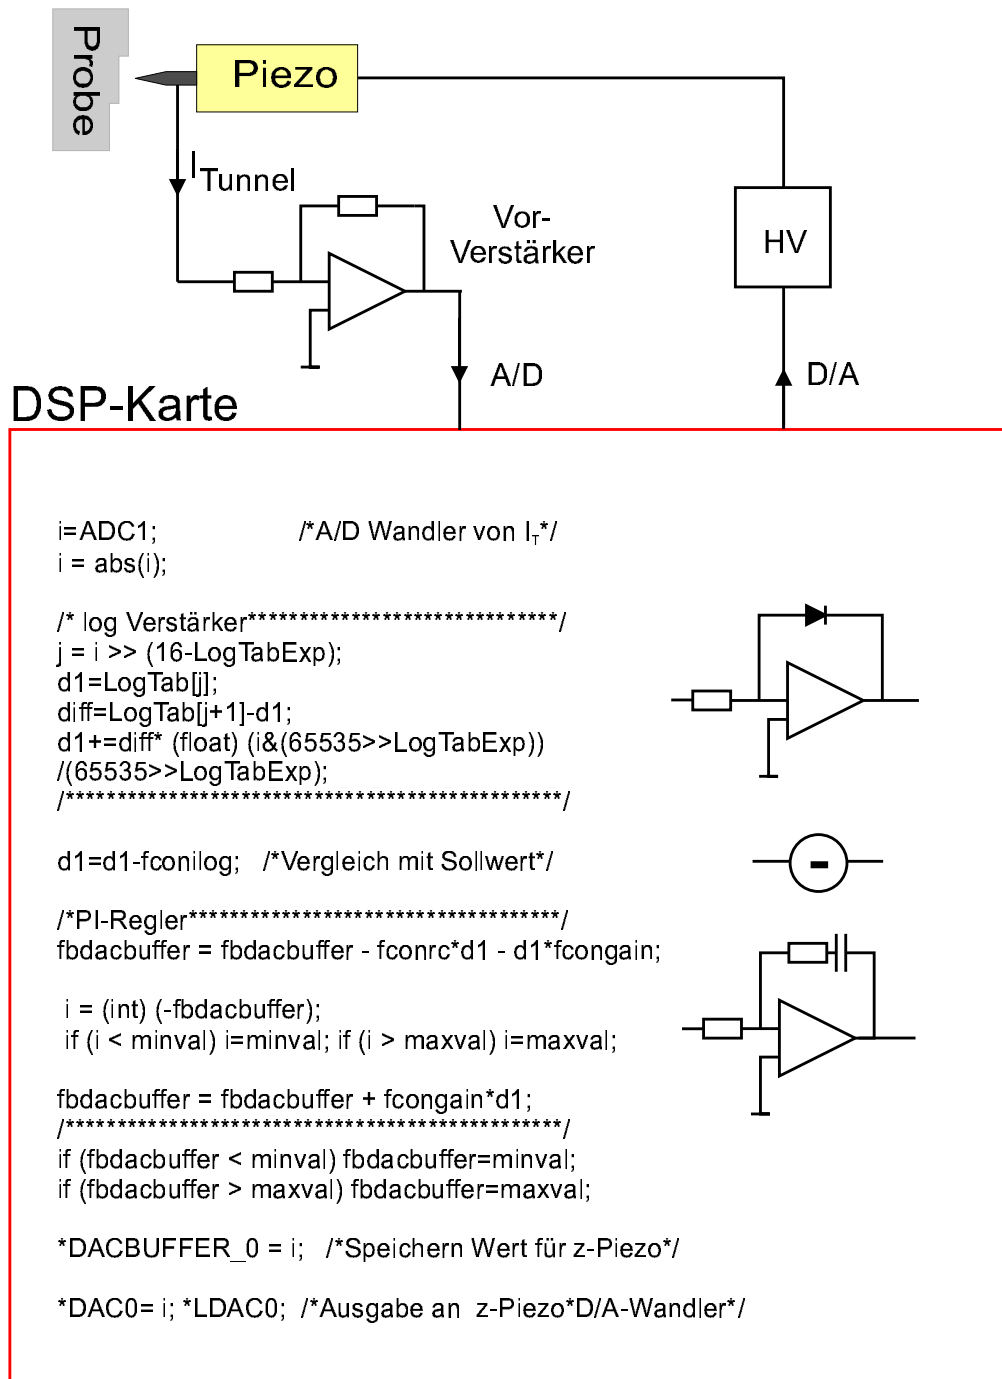 Probe
Piezo
I Tunnel
Vor-
Verstärker
HV
A/D
D/A
DSP-Karte
i=ADC1; /*A/D Wandler von I_T*/
i = abs(i);
/* log Verstärker******************************/
j = i >> (16-LogTabExp);
d1=LogTab[j];
diff=LogTab[j+1]-d1;
d1+=diff* (float) (i&(65535>>LogTabExp))
/(65535>>LogTabExp);
/************************************************/
d1=d1-fconilog; /*Vergleich mit Sollwert*/
/*PI-Regler************************************/
fbdacbuffer = fbdacbuffer - fconrc*d1 - d1*fcongain;
i = (int) (-fbdacbuffer);
if (i < minval) i=minval; if (i > maxval) i=maxval;
fbdacbuffer = fbdacbuffer + fcongain*d1;
/************************************************/
if (fbdacbuffer < minval) fbdacbuffer=minval;
if (fbdacbuffer > maxval) fbdacbuffer=maxval;
*DACBUFFER_0 = i; /*Speichern Wert für z-Piezo*/
*DAC0= i; *LDAC0; /*Ausgabe an z-Piezo*D/A-Wandler*/